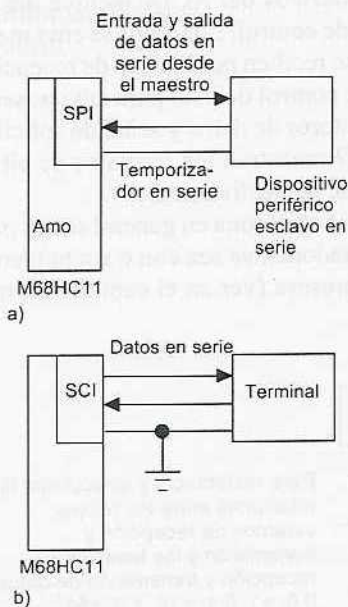 Entrada y salida
de datos en
serie desde
el maestro
SPI
Temporiza-
dor en serie
Dispositivo
periférico
esclavo en
serie
Amo
M68HC11
a)
Datos en serie
SCI
Terminal
M68HC11
b)